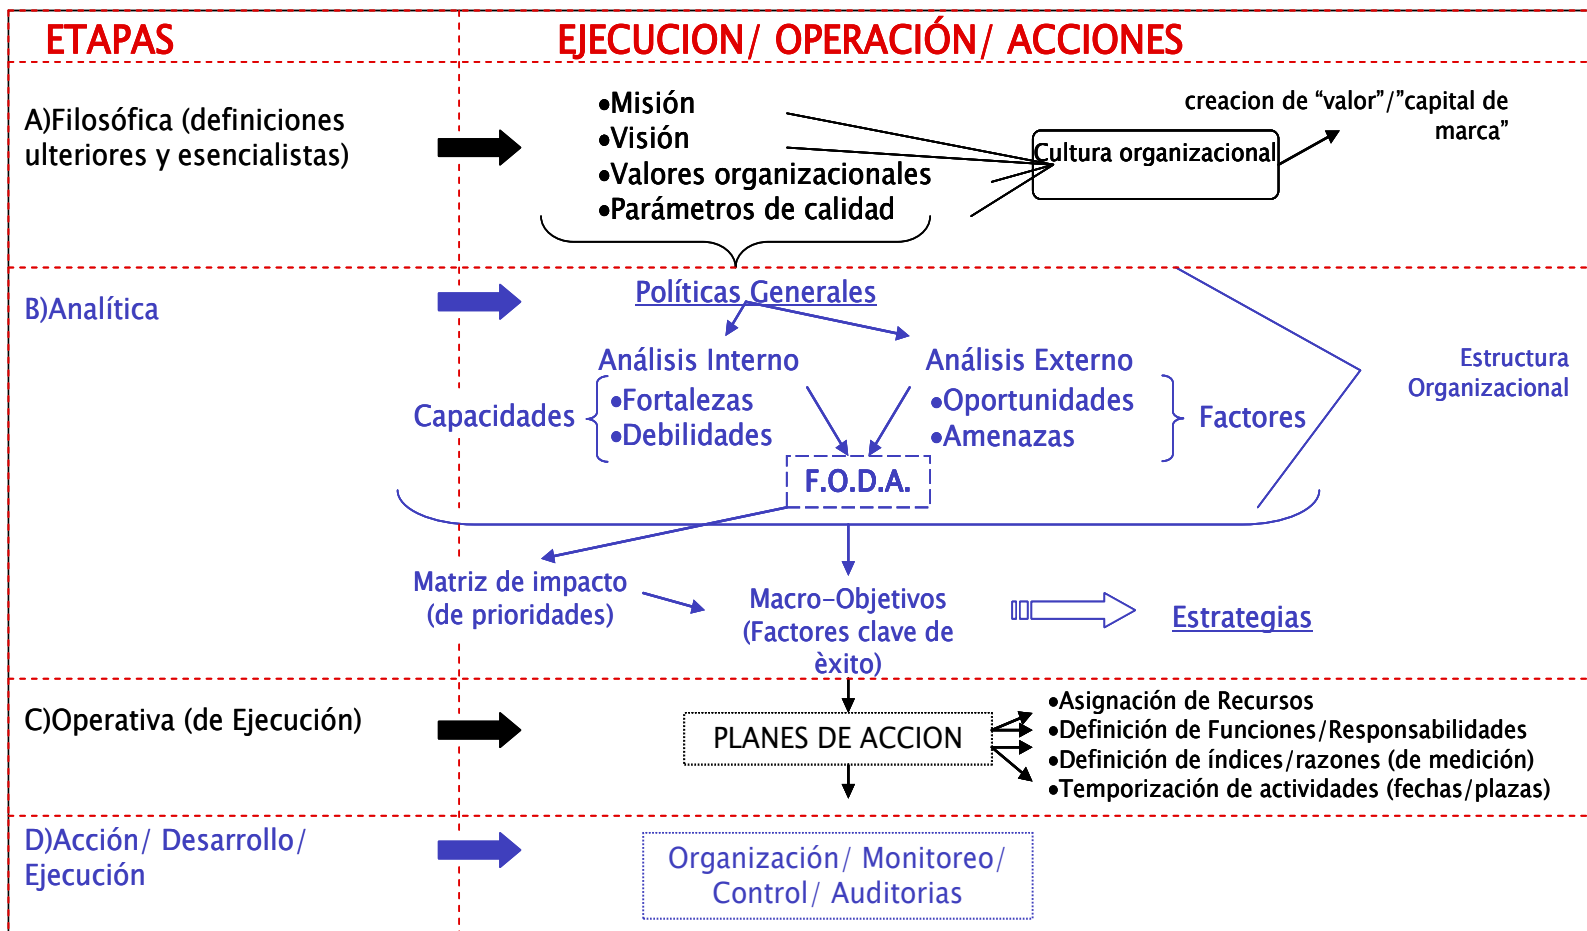 ETAPAS
EJECUCION/ OPERACIÓN/ ACCIONES
A)Filosófica (definiciones
ulteriores y esencialistas)
•Misión
•Visión
•Valores organizacionales
•Parámetros de calidad
Cultura organizacional
creacion de “valor”/”capital de
marca”
B)Analítica
Políticas Generales
Análisis Interno
Análisis Externo
Capacidades
•Fortalezas
•Debilidades
•Oportunidades
•Amenazas
Factores
Estructura
Organizacional
F.O.D.A.
Matriz de impacto
(de prioridades)
Macro-Objetivos
(Factores clave de
èxito)
Estrategias
C)Operativa (de Ejecución)
PLANES DE ACCION
•Asignación de Recursos
•Definición de Funciones/Responsabilidades
•Definición de índices/razones (de medición)
•Temporización de actividades (fechas/plazas)
D)Acción/ Desarrollo/
Ejecución
Organización/ Monitoreo/
Control/ Auditorias